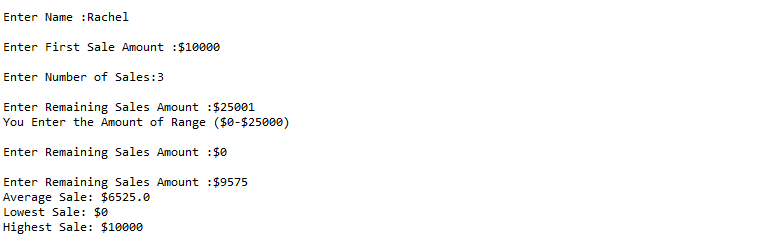 Enter Name :Rachel
Enter First Sale Amount :$10000
Enter Number of Sales:3
Enter Remaining Sales Amount :$25001
You Enter the Amount of Range ($0-$25000)
Enter Remaining Sales Amount :$0
Enter Remaining Sales Amount :$9575
Average Sale: $6525.0
Lowest Sale: $0
Highest Sale: $10000